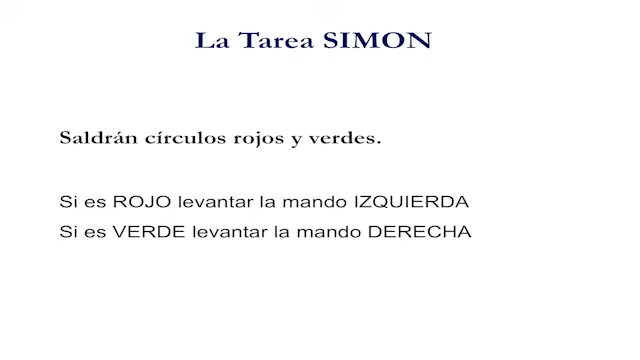 La Tarea SIMON
Saldrán círculos rojos y verdes.
Si es ROJO levantar la mando IZQUIERDA
Si es VERDE levantar la mando DERECHA